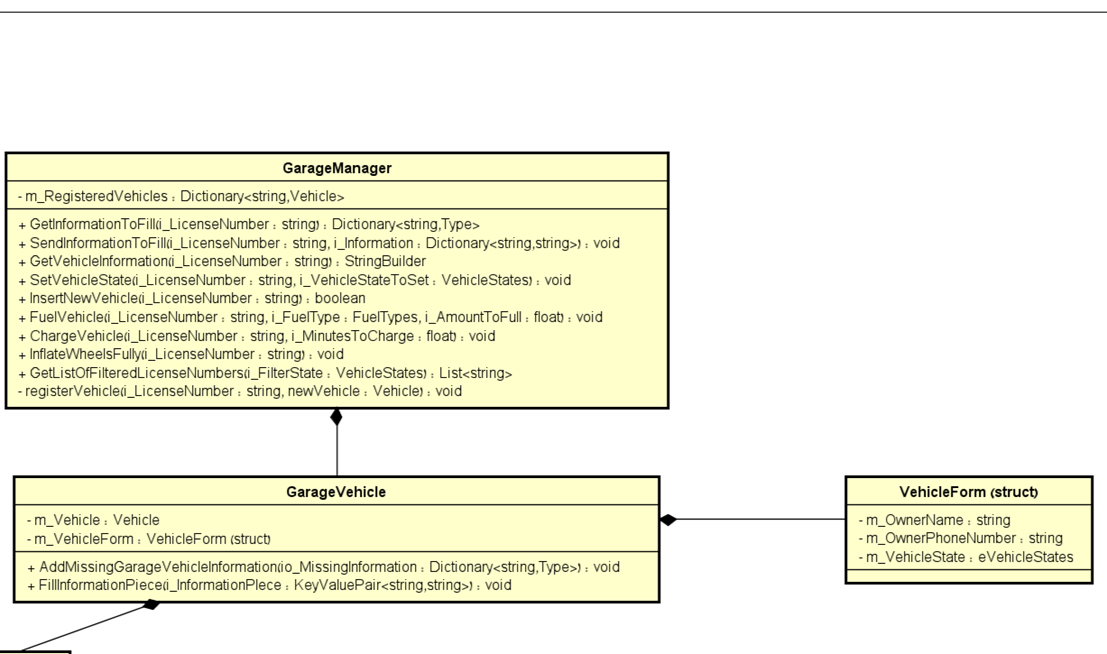 GarageManager
- m_RegisteredVehicles : Dictionary<string,Vehicle>
+ GetInformationToFill(i_LicenseNumber : string) : Dictionary<string,Type>
+ SendInformationToFill(i_LicenseNumber : string, i_Information : Dictionary<string,string>) : void
+ GetVehicleInformation(i_LicenseNumber : string) : StringBuilder
+ SetVehicleState(i_LicenseNumber : string, i_VehicleStateToSet : VehicleStates) : void
+ InsertNewVehicle(i_LicenseNumber : string) : boolean
+ FuelVehicle(i_LicenseNumber : string, i_FuelType : FuelTypes, i_AmountToFull : float) : void
+ ChargeVehicle(i_LicenseNumber : string, i_MinutesToCharge : float) : void
+ InflateWheelsFully(i_LicenseNumber : string) : void
+ GetListOfFilteredLicenseNumbers(i_FilterState : VehicleStates) : List<string>
- registerVehicle(i_LicenseNumber : string, newVehicle : Vehicle) : void
GarageVehicle
- m_Vehicle : Vehicle
- m_VehicleForm : VehicleForm (struct)
+ AddMissingGarageVehicleInformation(io_MissingInformation : Dictionary<string,Type>) : void
+ FillInformationPiece(i_InformationPlece : KeyValuePair<string,string>) : void
VehicleForm (struct)
- m_OwnerName : string
- m_OwnerPhoneNumber : string
- m_VehicleState : eVehicleStates